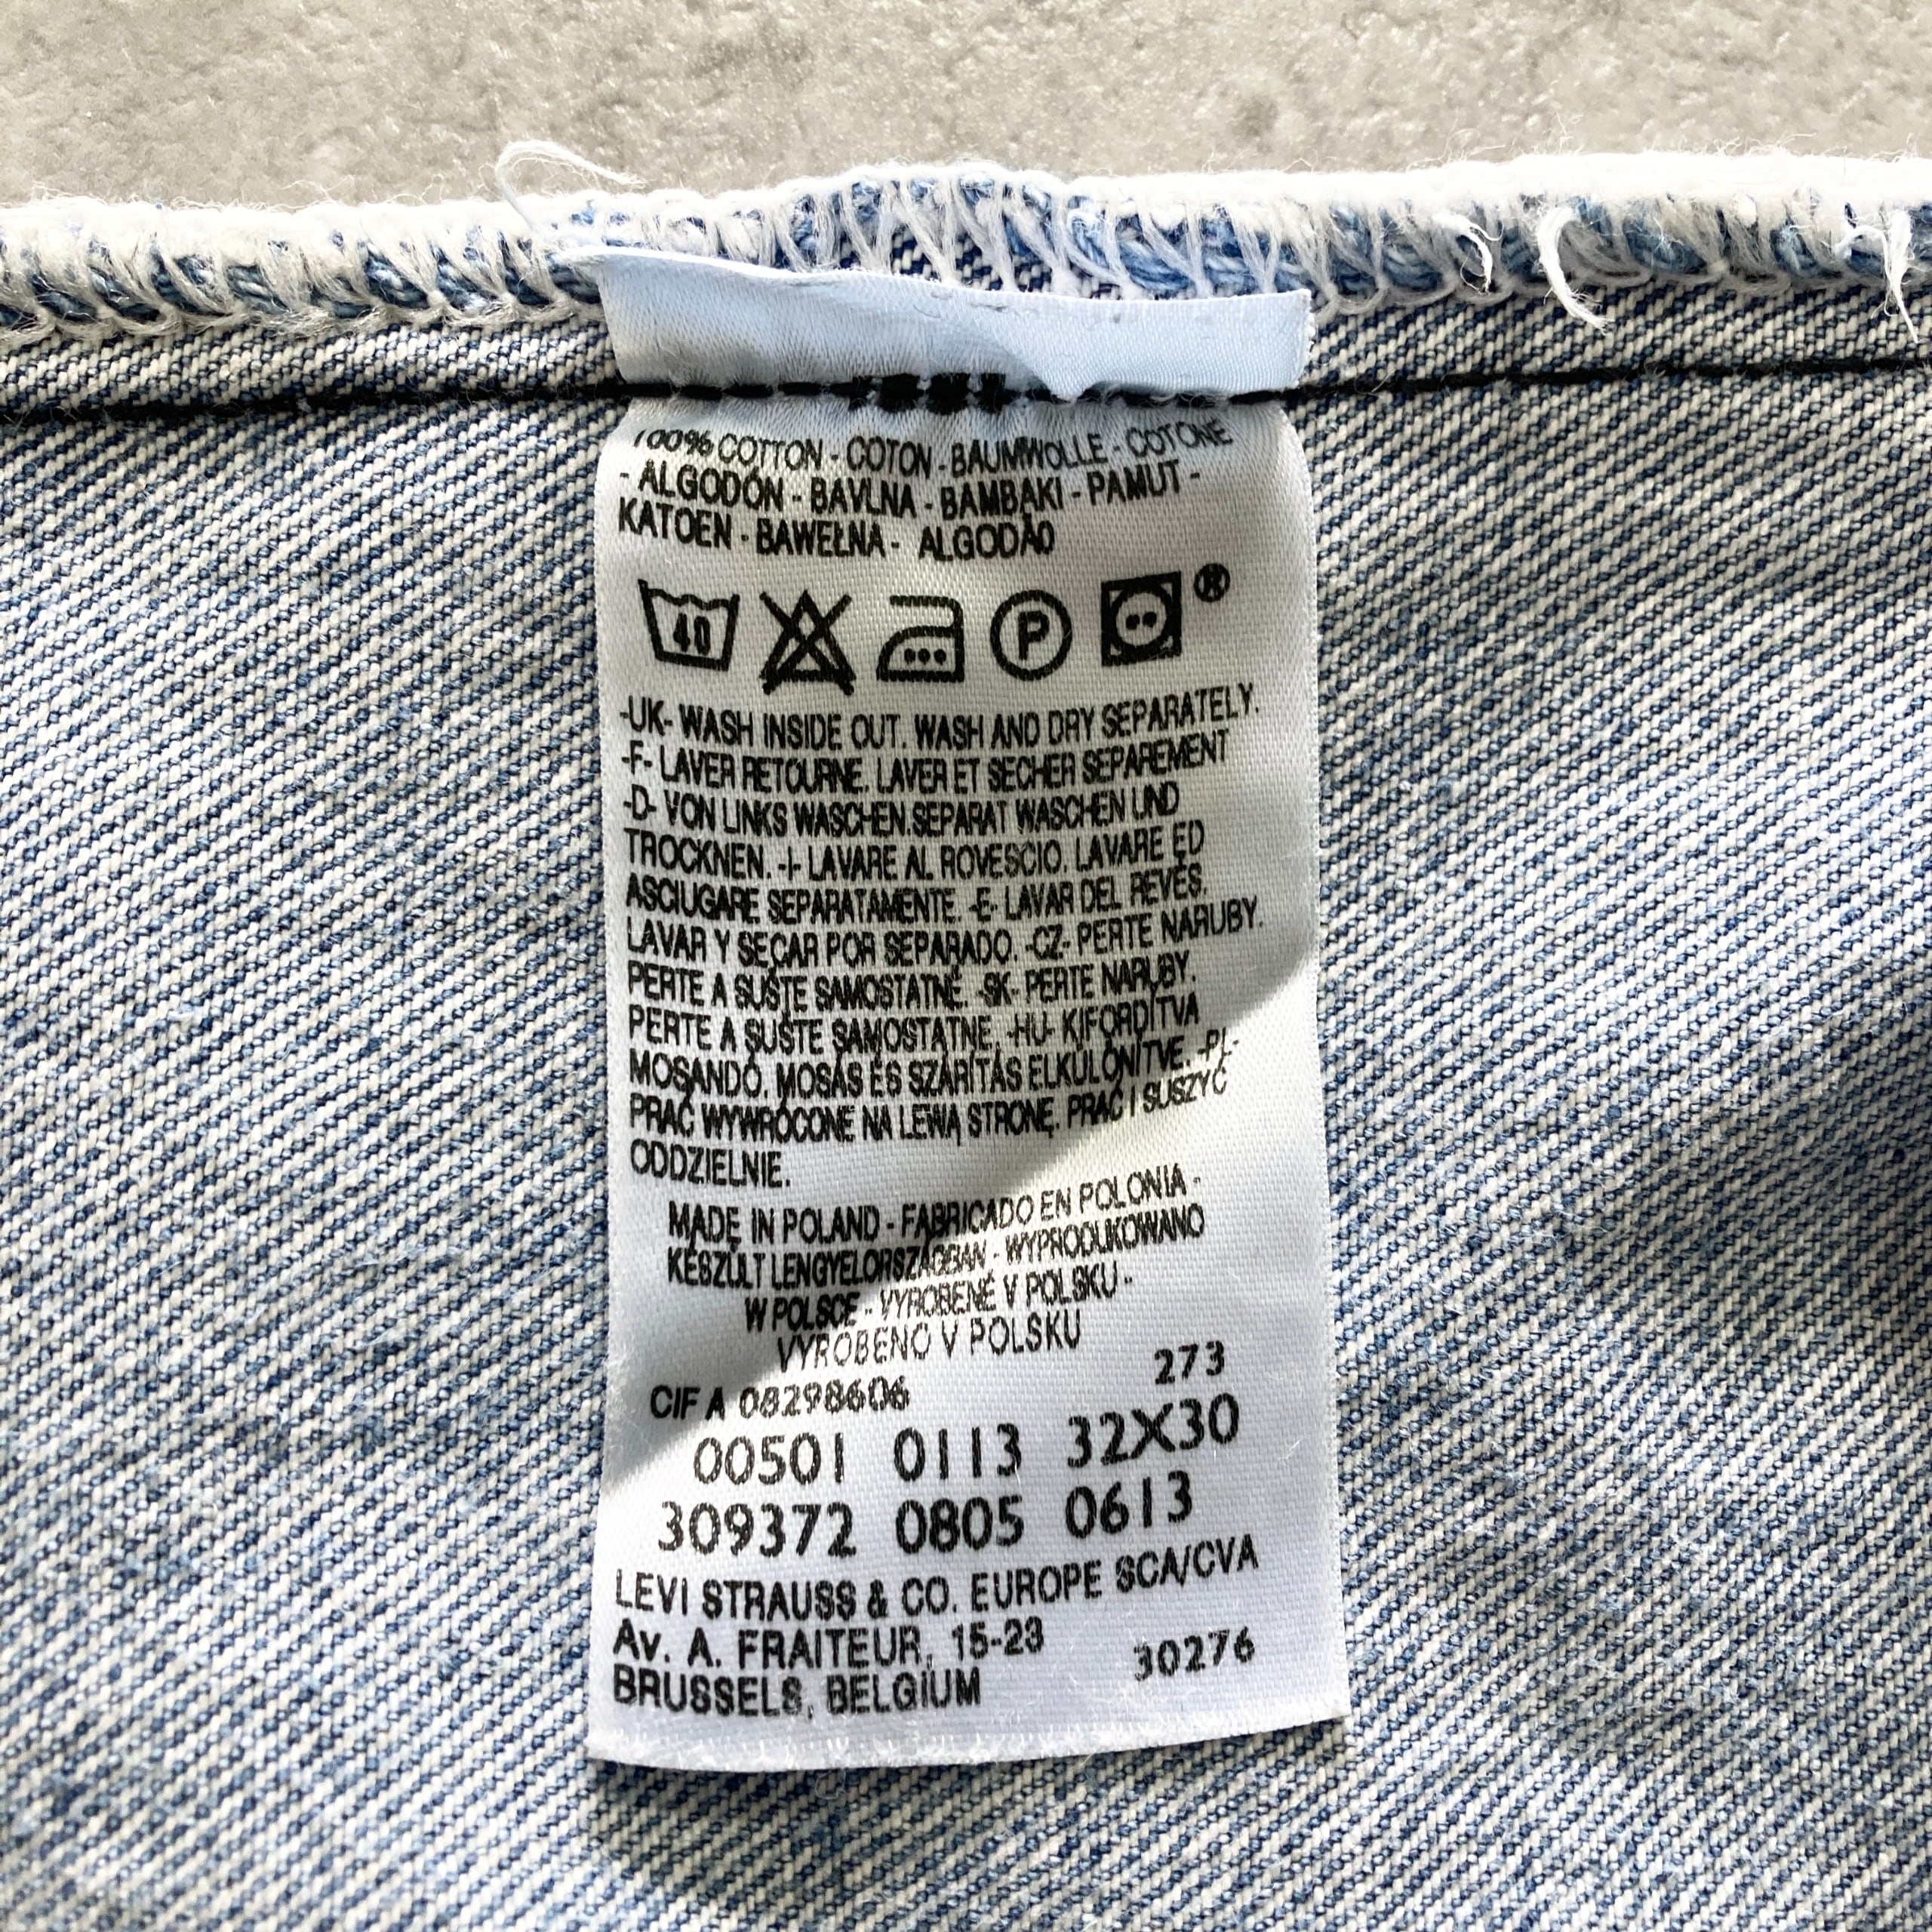 100% COTTON - COTON - BAUMWOLLE - COTONE
- ALGODÓN - BAVLNA - BAMBAKI - PAMUT -
KATOEN - BAWEŁNA - ALGODÃO
40 P ®
-UK- WASH INSIDE OUT. WASH AND DRY SEPARATELY.
-F- LAVER RETOURNE. LAVER ET SECHER SEPAREMENT
-D- VON LINKS WASCHEN.SEPARAT WASCHEN UND
TROCKNEN. -I- LAVARE AL ROVESCIO. LAVARE ED
ASCIUGARE SEPARATAMENTE. -E- LAVAR DEL REVÉS.
LAVAR Y SECAR POR SEPARADO. -CZ- PERTE NARUBY.
PERTE A SUŠTE SAMOSTATNĚ. -SK- PERTE NARUBY.
PERTE A SUŠTE SAMOSTATNE. -HU- KIFORDÍTVA
MOSANDÓ. MOSÁS ÉS SZÁRÍTÁS ELKÜLÖNÍTVE. -PL-
PRAĆ WYWRÓCONE NA LEWĄ STRONĘ. PRAĆ I SUSZYĆ
ODDZIELNIE.
MADE IN POLAND - FABRICADO EN POLONIA -
KÉSZÜLT LENGYELORSZÁGBAN - WYPRODUKOWANO
W POLSCE - VYROBENÉ V POLSKU -
VYROBENO V POLSKU
273
CIF A 08298606
00501 0113 32X30
309372 0805 0613
LEVI STRAUSS & CO. EUROPE SCA/CVA
Av. A. FRAITEUR, 15-23
BRUSSELS, BELGIUM 30276